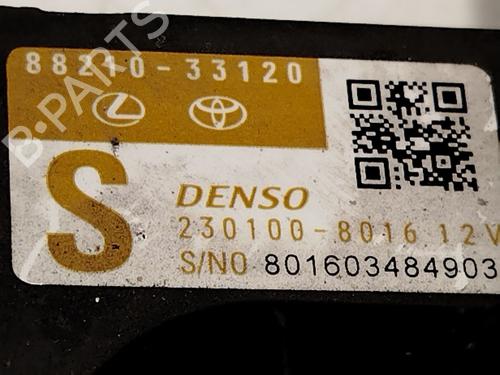 88210-33120
S
DENSO
230100-8016 12V
S/NO 801603484903
B-PARTS